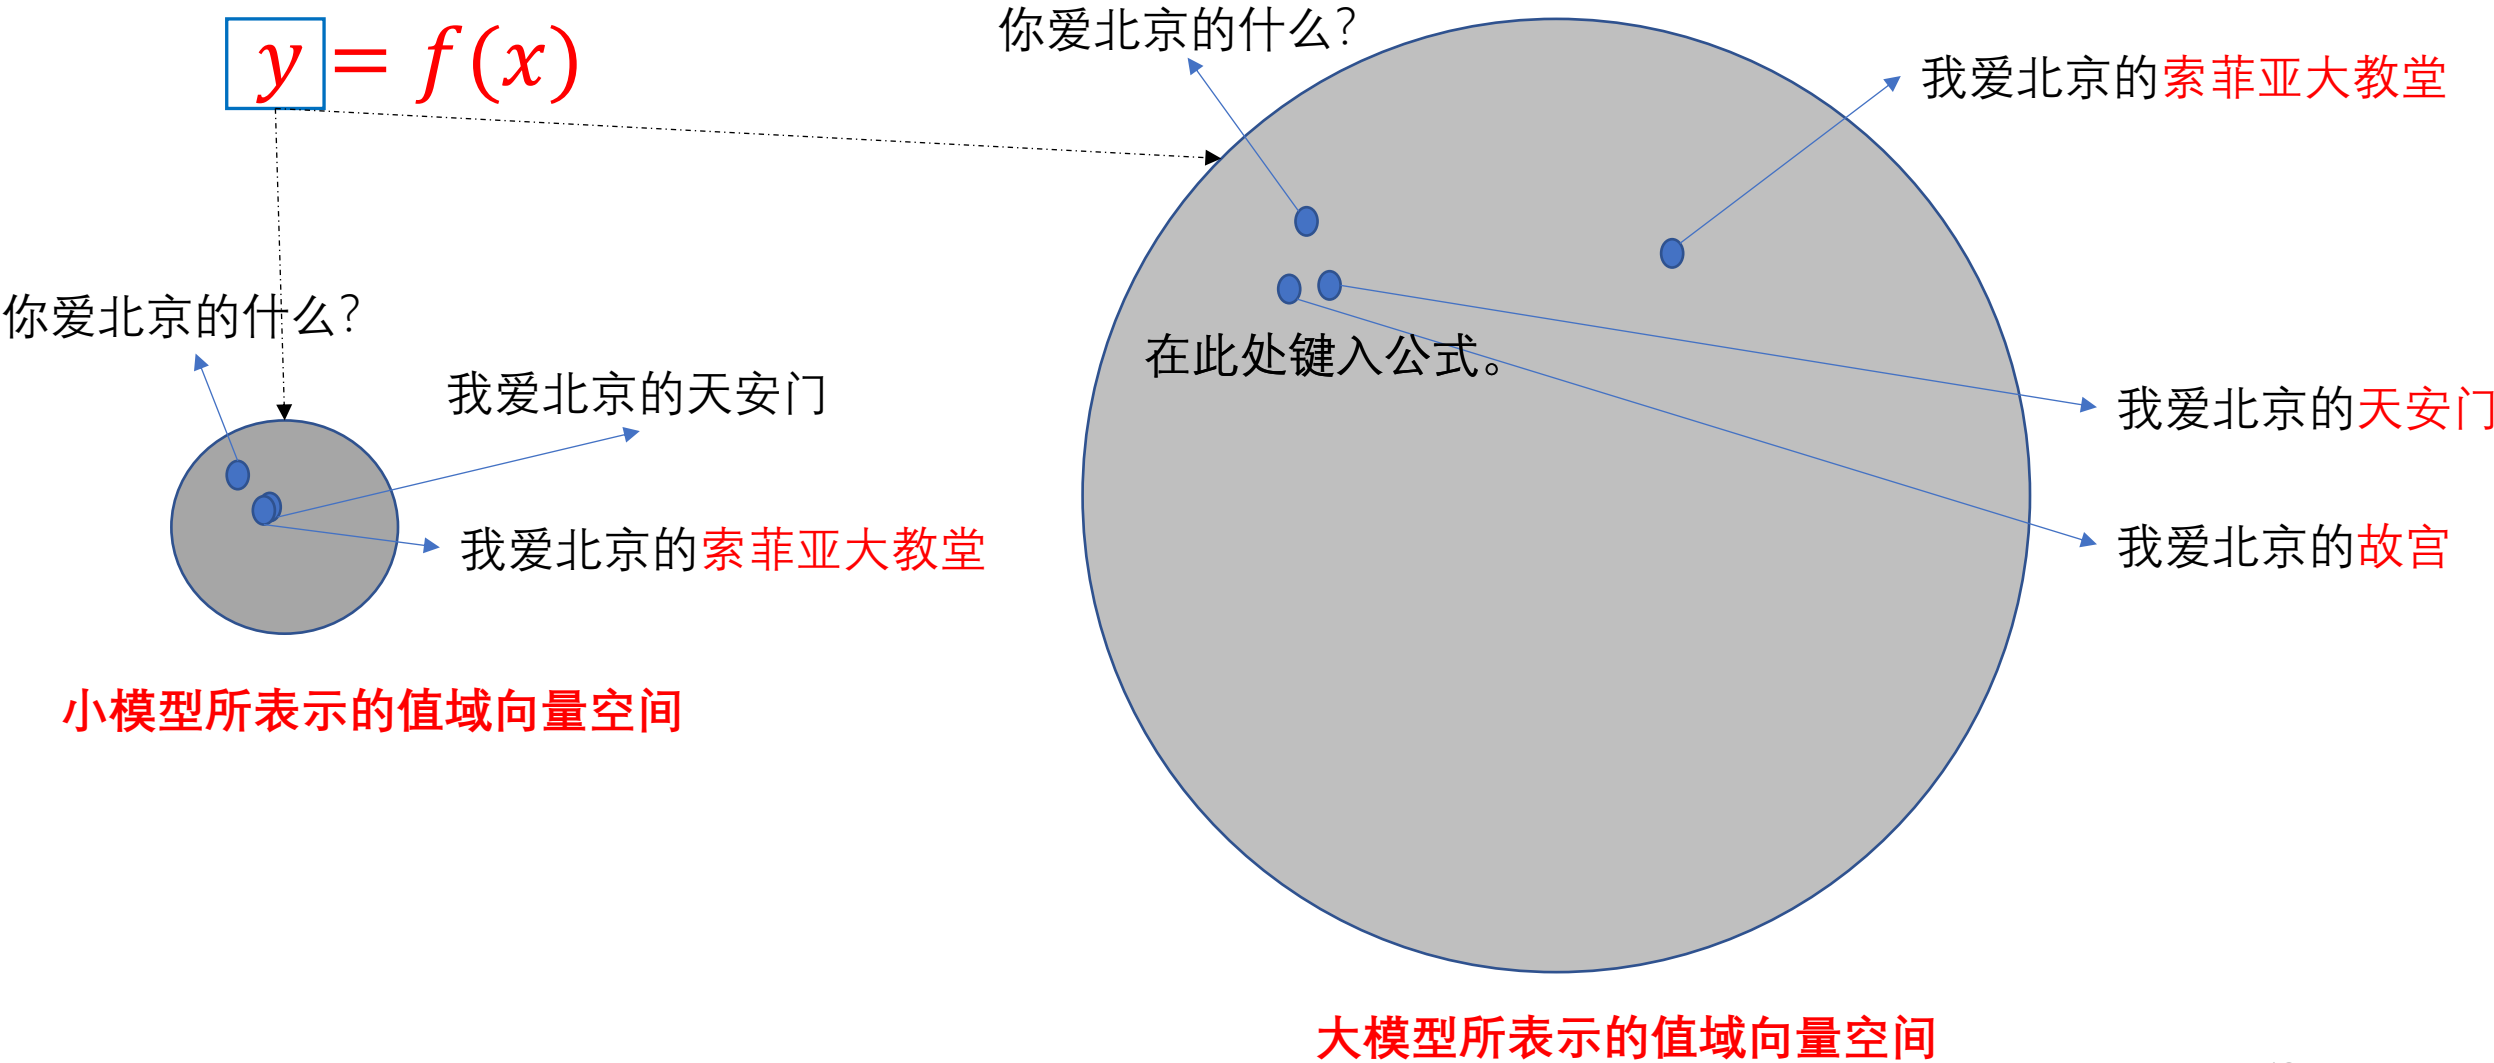 y = f(x)
你爱北京的什么？
我爱北京的索菲亚大教堂
你爱北京的什么？
我爱北京的天安门
在此处键入公式。
我爱北京的天安门
我爱北京的索菲亚大教堂
我爱北京的故宫
小模型所表示的值域向量空间
大模型所表示的值域向量空间